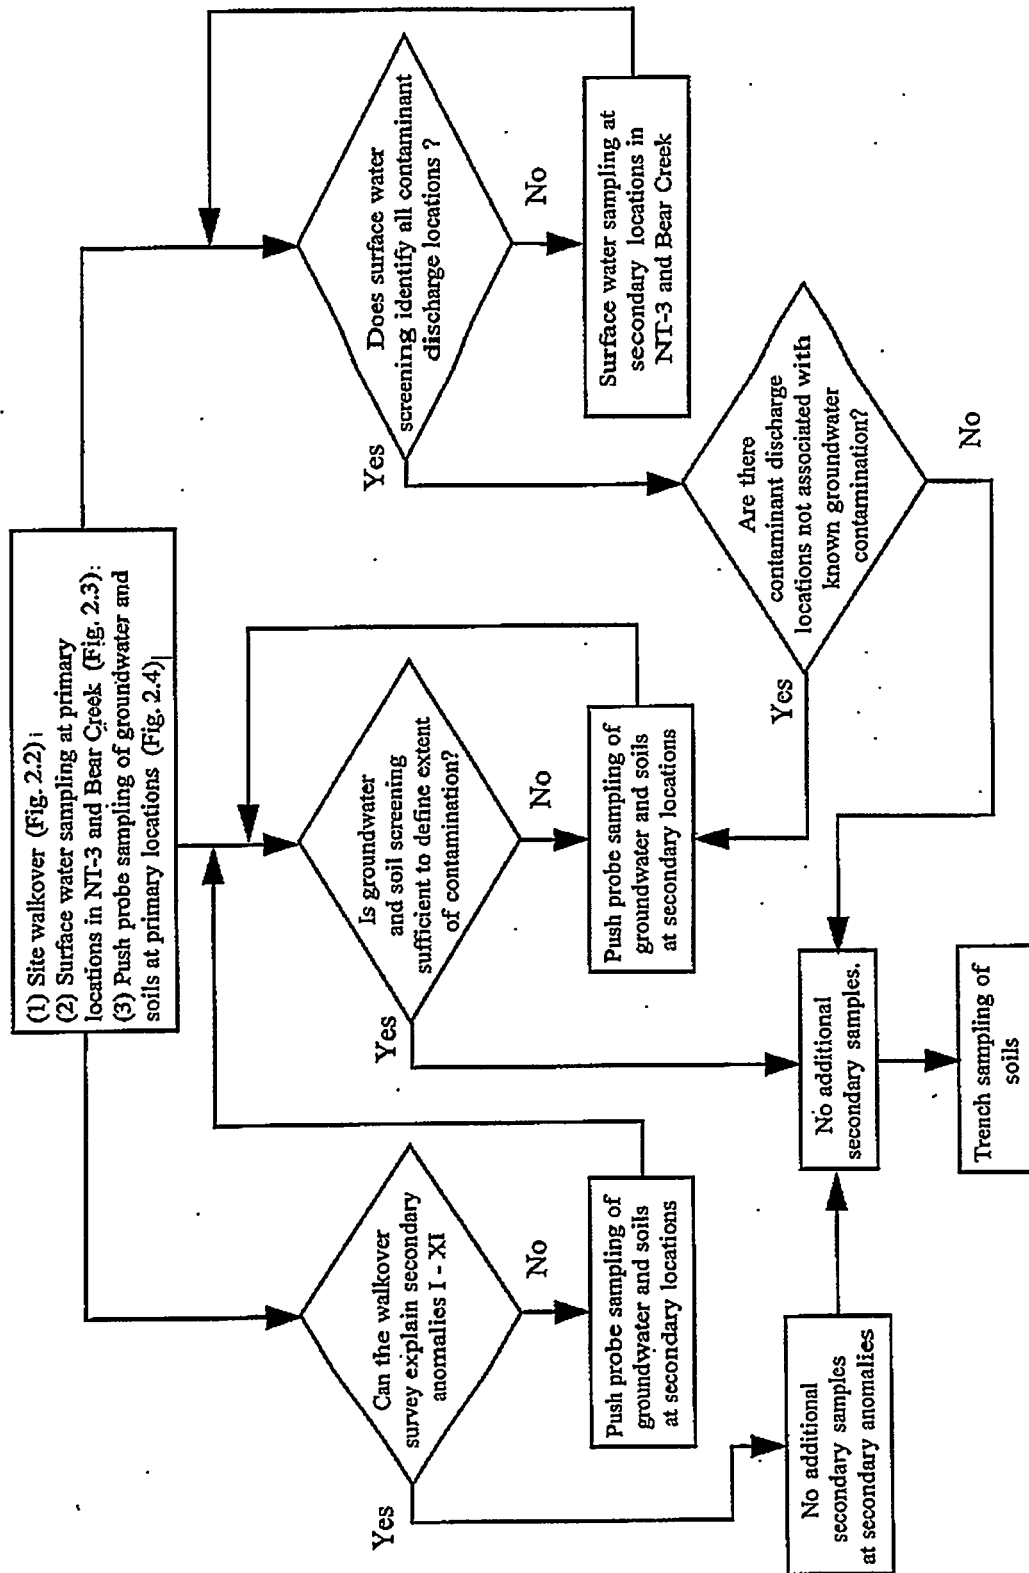 (1) Site walkover (Fig. 2.2);
(2) Surface water sampling at primary
locations in NT-3 and Bear Creek (Fig. 2.3):
(3) Push probe sampling of groundwater and
soils at primary locations (Fig. 2.4)
Can the walkover
survey explain secondary
anomalies I - XI
Yes
No
Push probe sampling of
groundwater and soils
at secondary locations
No additional
secondary samples
at secondary anomalies
Is groundwater
and soil screening
sufficient to define extent
of contamination?
Yes
No
Push probe sampling of
groundwater and soils
at secondary locations
Does surface water
screening identify all contaminant
discharge locations ?
Yes
No
Surface water sampling at
secondary locations in
NT-3 and Bear Creek
Are there
contaminant discharge
locations not associated with
known groundwater
contamination?
Yes
No
No additional
secondary samples.
Trench sampling of
soils